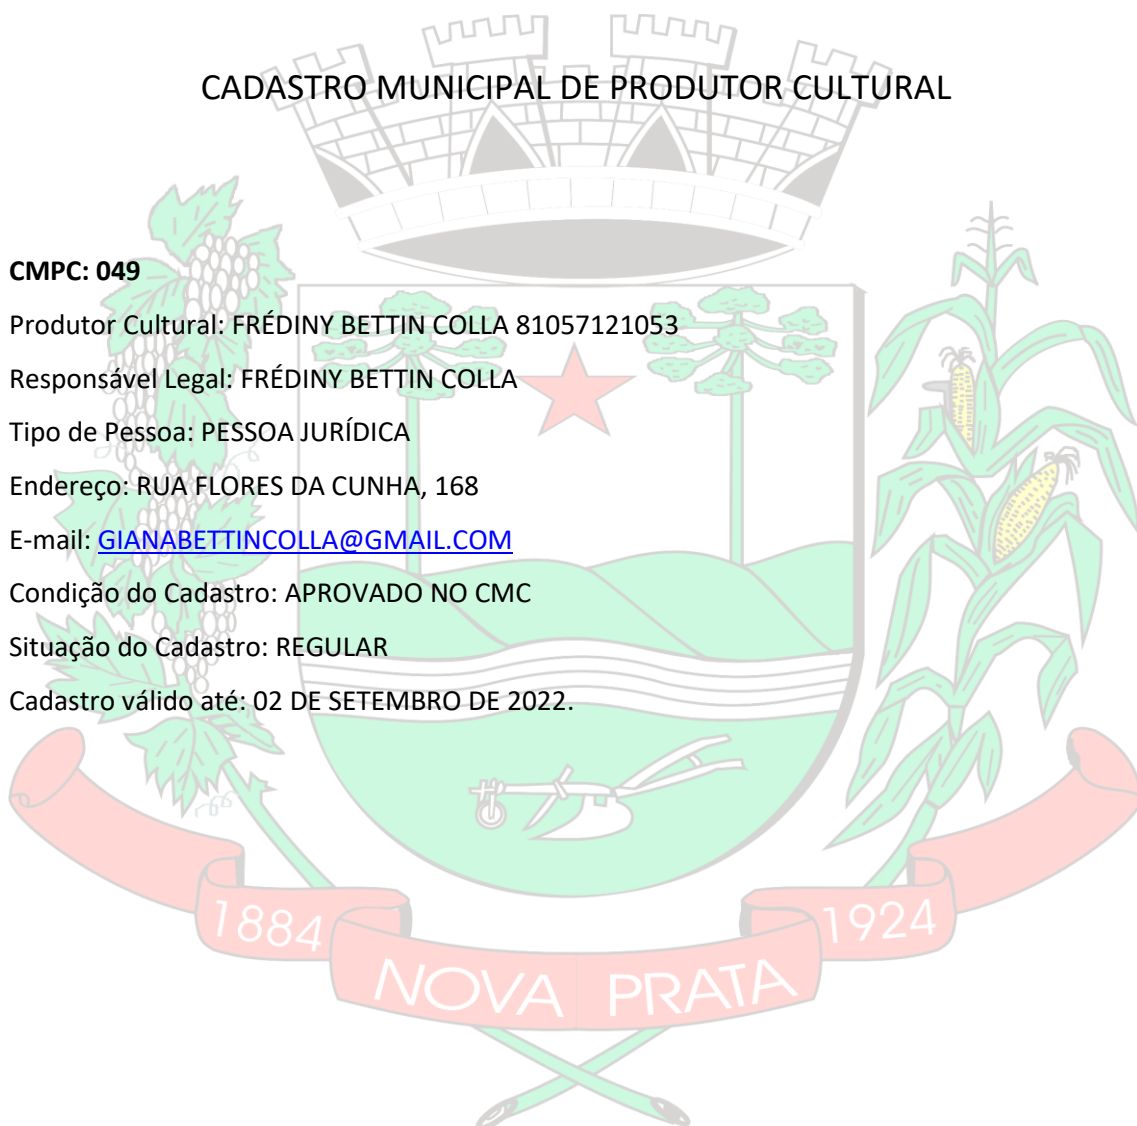 CADASTRO MUNICIPAL DE PRODUTOR CULTURAL
CMPC: 049
Produtor Cultural: FRÉDINY BETTIN COLLA 81057121053
Responsável Legal: FRÉDINY BETTIN COLLA
Tipo de Pessoa: PESSOA JURÍDICA
Endereço: RUA FLORES DA CUNHA, 168
E-mail: GIANABETTINCOLLA@GMAIL.COM
Condição do Cadastro: APROVADO NO CMC
Situação do Cadastro: REGULAR
Cadastro válido até: 02 DE SETEMBRO DE 2022.
1884
1924
NOVA PRATA